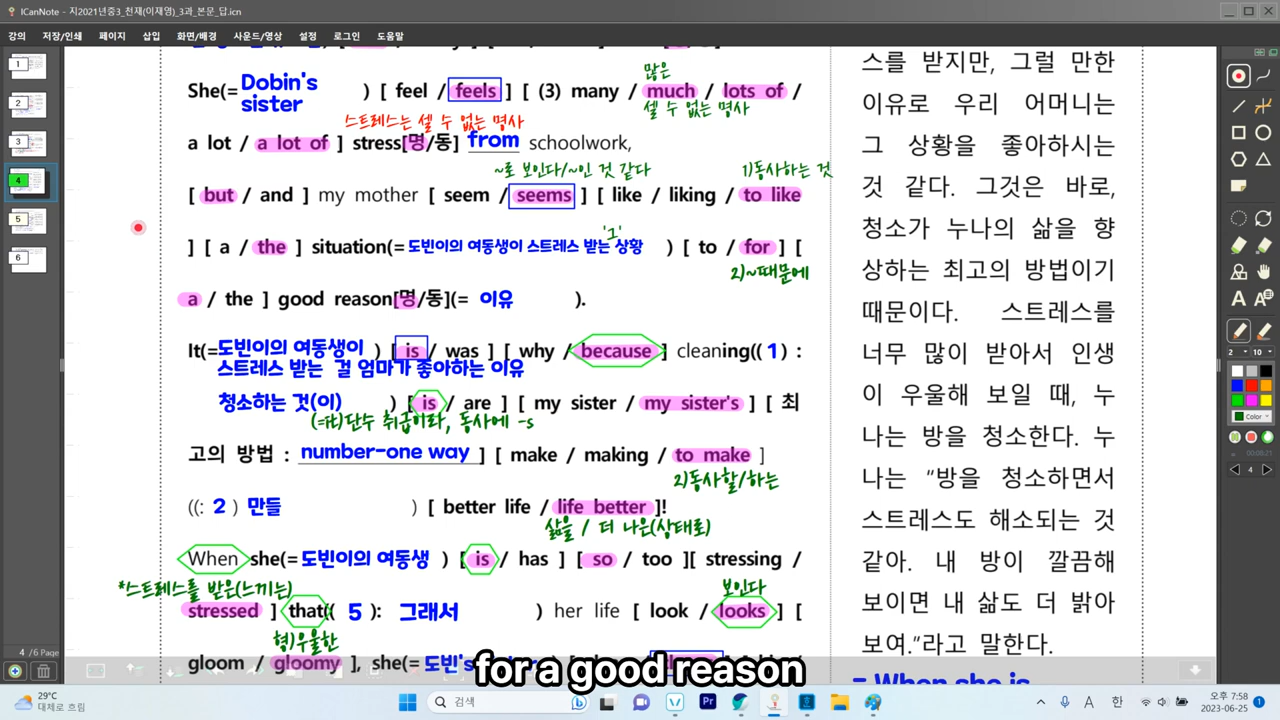 ICanNote - 지2021년중3_천재(이재영)_3과_본문_답.icn
강의 저장/인쇄 페이지 삽입 화면/배경 사운드/영상 설정 로그인 도움말
많은
She(= Dobin's sister ) [ feel / feels ] [ (3) many / much / lots of /
셀 수 없는 명사
스트레스는 셀 수 없는 명사
a lot / a lot of ] stress[명/동] from schoolwork,
~로 보인다/~인 것 같다 1)동사하는 것
[ but / and ] my mother [ seem / seems ] [ like / liking / to like
'그'
] [ a / the ] situation(= 도빈이의 여동생이 스트레스 받는 상황 ) [ to / for ] [
2)~때문에
a / the ] good reason[명/동](= 이유 ).
It(=도빈이의 여동생이 스트레스 받는 걸 엄마가 좋아하는 이유 ) [ is / was ] [ why / because ] cleaning(( 1 ) :
청소하는 것(이) ) [ is / are ] [ my sister / my sister's ] [ 최
(=it)단수 취급이라, 동사에 -s
고의 방법 : number-one way ] [ make / making / to make ]
2)동사할/하는
((: 2 ) 만들 ) [ better life / life better ]!
삶을 / 더 나은(상태로)
When she(= 도빈이의 여동생 ) [ is / has ] [ so / too ][ stressing /
*스트레스를 받은(느끼는) 보인다
stressed ] that(( 5 ): 그래서 ) her life [ look / looks ] [
형)우울한
gloom / gloomy ], she(= 도빈's
for a good reason
스를 받지만, 그럴 만한
이유로 우리 어머니는
그 상황을 좋아하시는
것 같다. 그것은 바로,
청소가 누나의 삶을 향
상하는 최고의 방법이기
때문이다. 스트레스를
너무 많이 받아서 인생
이 우울해 보일 때, 누
나는 방을 청소한다. 누
나는 "방을 청소하면서
스트레스도 해소되는 것
같아. 내 방이 깔끔해
보이면 내 삶도 더 밝아
보여."라고 말한다.
= When she is
1
2
3
4
5
6
4 / 6 Page
2 10
Color
00:00:21
4
29°C
대체로 흐림
검색
A 한
오후 7:58
2023-06-25